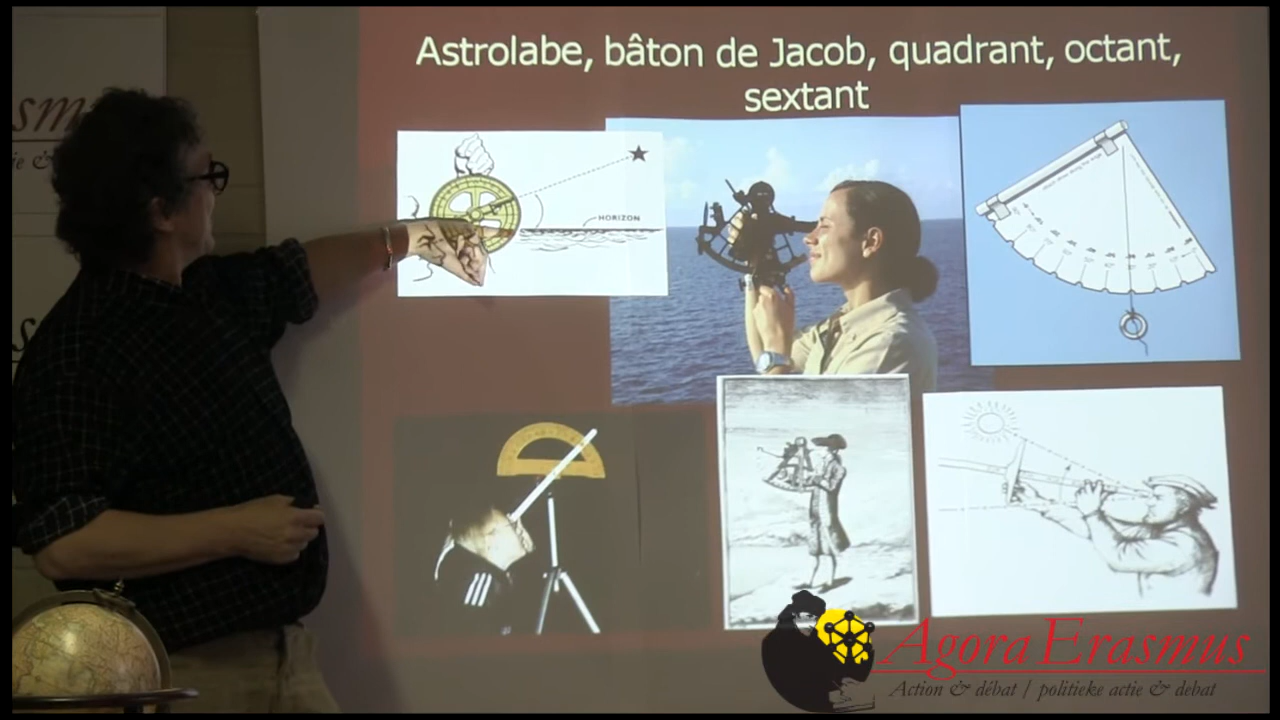 Astrolabe, bâton de Jacob, quadrant, octant,
sextant
HORIZON
Agora Erasmus
Action & débat / politieke actie & debat